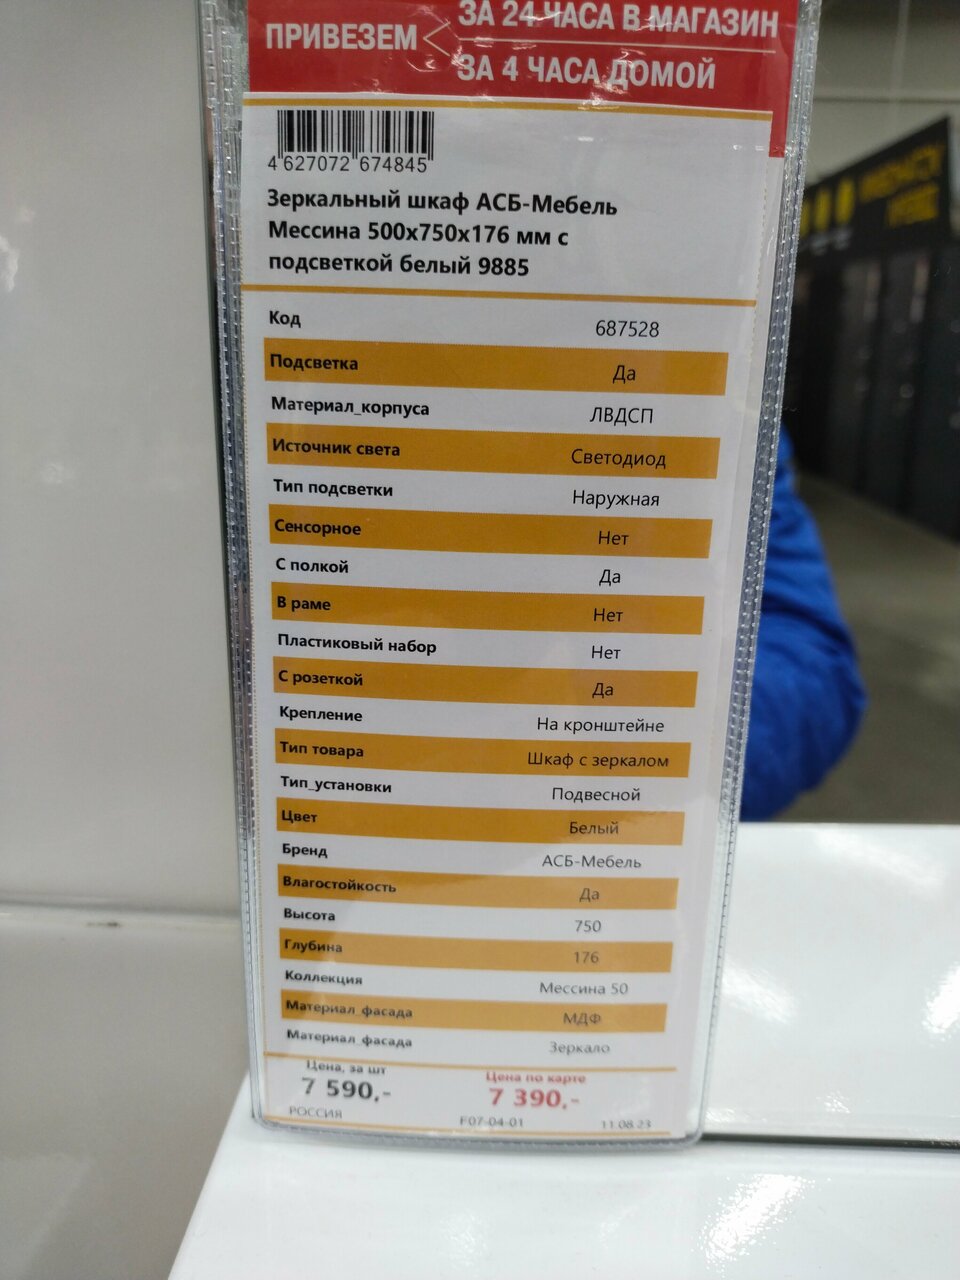 ПРИВЕЗЕМ
ЗА 24 ЧАСА В МАГАЗИН
ЗА 4 ЧАСА ДОМОЙ
4 627072 674845
Зеркальный шкаф АСБ-Мебель
Мессина 500х750х176 мм с
подсветкой белый 9885
Код 687528
Подсветка Да
Материал_корпуса ЛВДСП
Источник света Светодиод
Тип подсветки Наружная
Сенсорное Нет
С полкой Да
В раме Нет
Пластиковый набор Нет
С розеткой Да
Крепление На кронштейне
Тип товара Шкаф с зеркалом
Тип_установки Подвесной
Цвет Белый
Бренд АСБ-Мебель
Влагостойкость Да
Высота 750
Глубина 176
Коллекция Мессина 50
Материал_фасада МДФ
Материал_фасада Зеркало
Цена, за шт Цена по карте
7 590,- 7 390,-
РОССИЯ F07-04-01 11.08.23